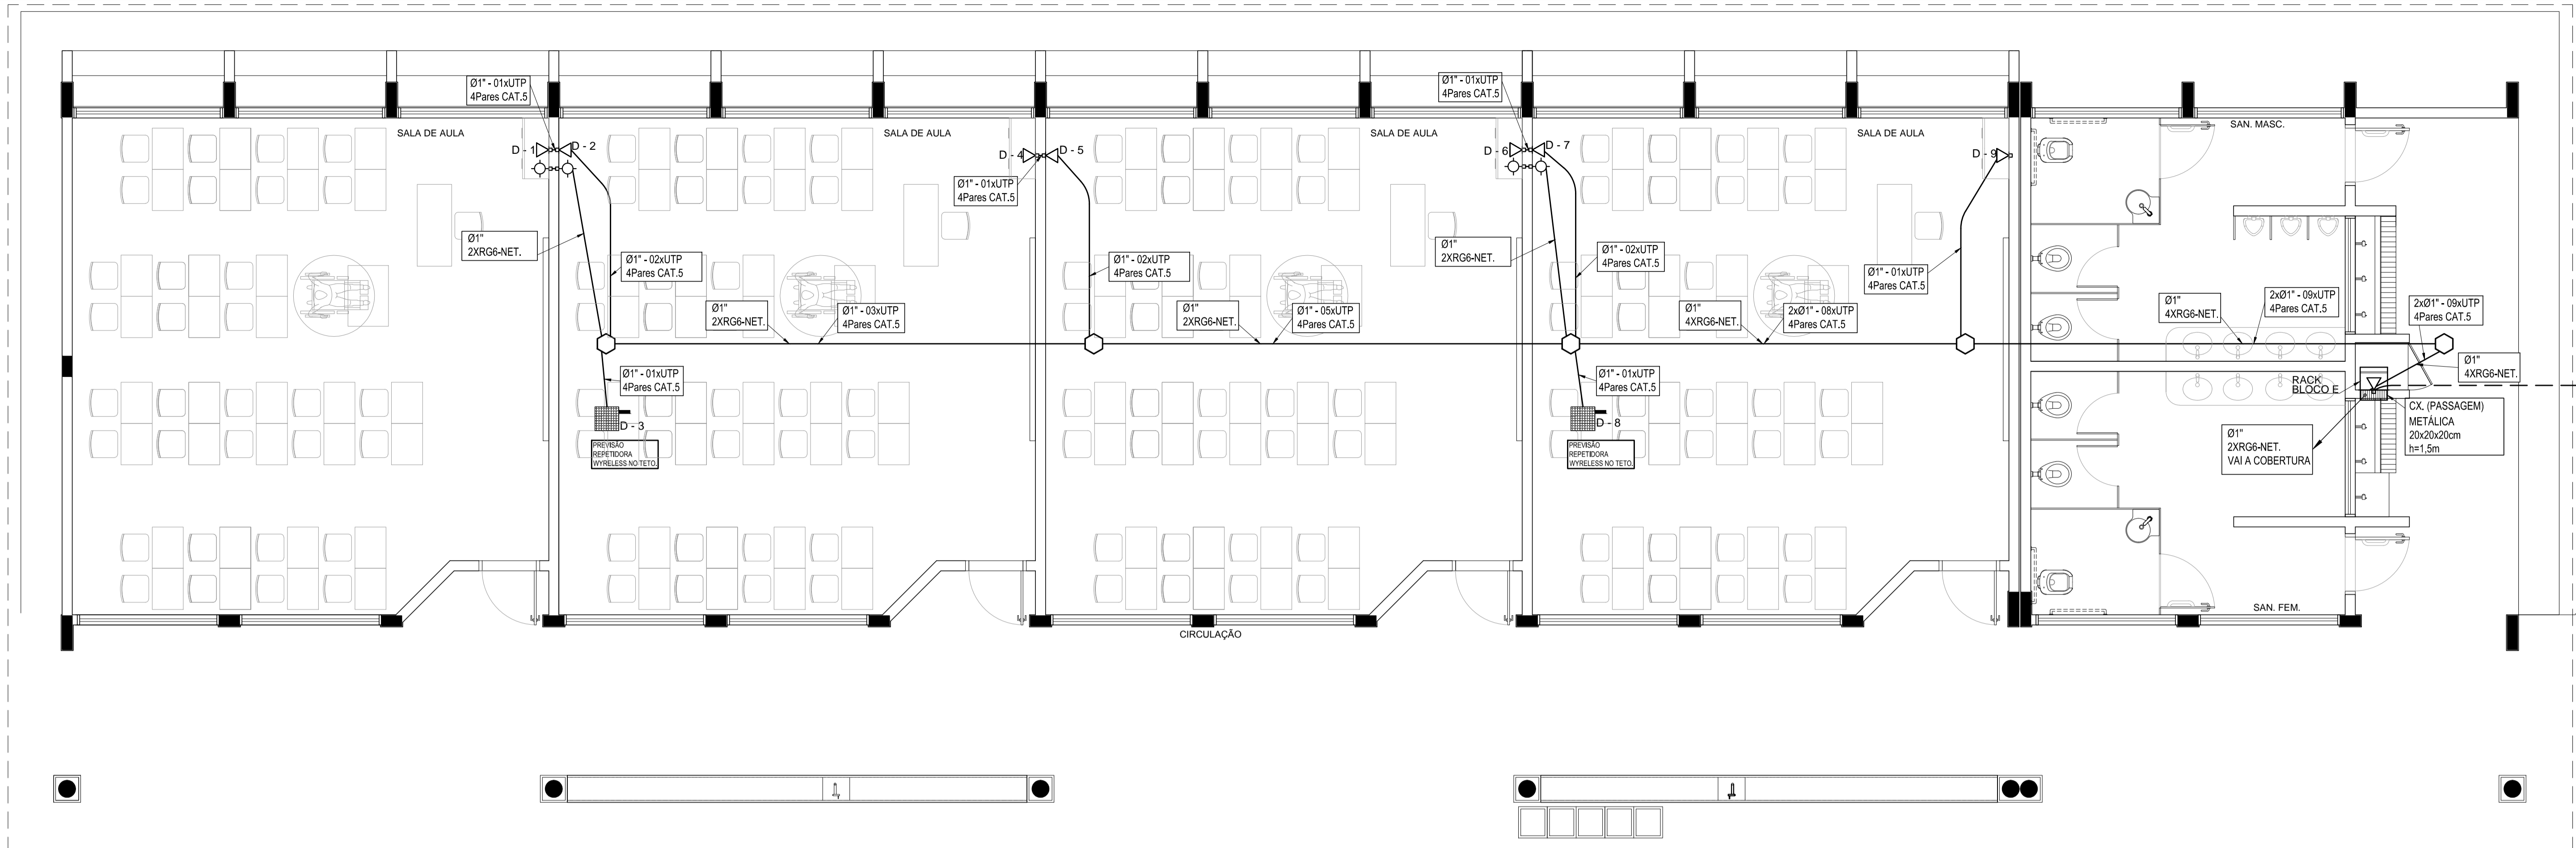 Ø1" - 01xUTP
4Pares CAT.5
Ø1" - 01xUTP
4Pares CAT.5
SALA DE AULA
SALA DE AULA
SALA DE AULA
SALA DE AULA
SAN. MASC.
D - 1
D - 2
D - 4
D - 5
D - 6
D - 7
D - 9
Ø1" - 01xUTP
4Pares CAT.5
Ø1"
2XRG6-NET.
Ø1" - 02xUTP
4Pares CAT.5
Ø1" - 02xUTP
4Pares CAT.5
Ø1"
2XRG6-NET.
Ø1" - 02xUTP
4Pares CAT.5
Ø1" - 01xUTP
4Pares CAT.5
Ø1"
2XRG6-NET.
Ø1" - 03xUTP
4Pares CAT.5
Ø1"
2XRG6-NET.
Ø1" - 05xUTP
4Pares CAT.5
Ø1"
4XRG6-NET.
2xØ1" - 08xUTP
4Pares CAT.5
Ø1"
4XRG6-NET.
2xØ1" - 09xUTP
4Pares CAT.5
2xØ1" - 09xUTP
4Pares CAT.5
Ø1"
4XRG6-NET.
Ø1" - 01xUTP
4Pares CAT.5
Ø1" - 01xUTP
4Pares CAT.5
RACK
BLOCO E
D - 3
D - 8
PREVISÃO
REPETIDORA
WYRELESS NO TETO.
PREVISÃO
REPETIDORA
WYRELESS NO TETO.
Ø1"
2XRG6-NET.
VAI A COBERTURA
CX. (PASSAGEM)
METÁLICA
20x20x20cm
h=1,5m
SAN. FEM.
CIRCULAÇÃO